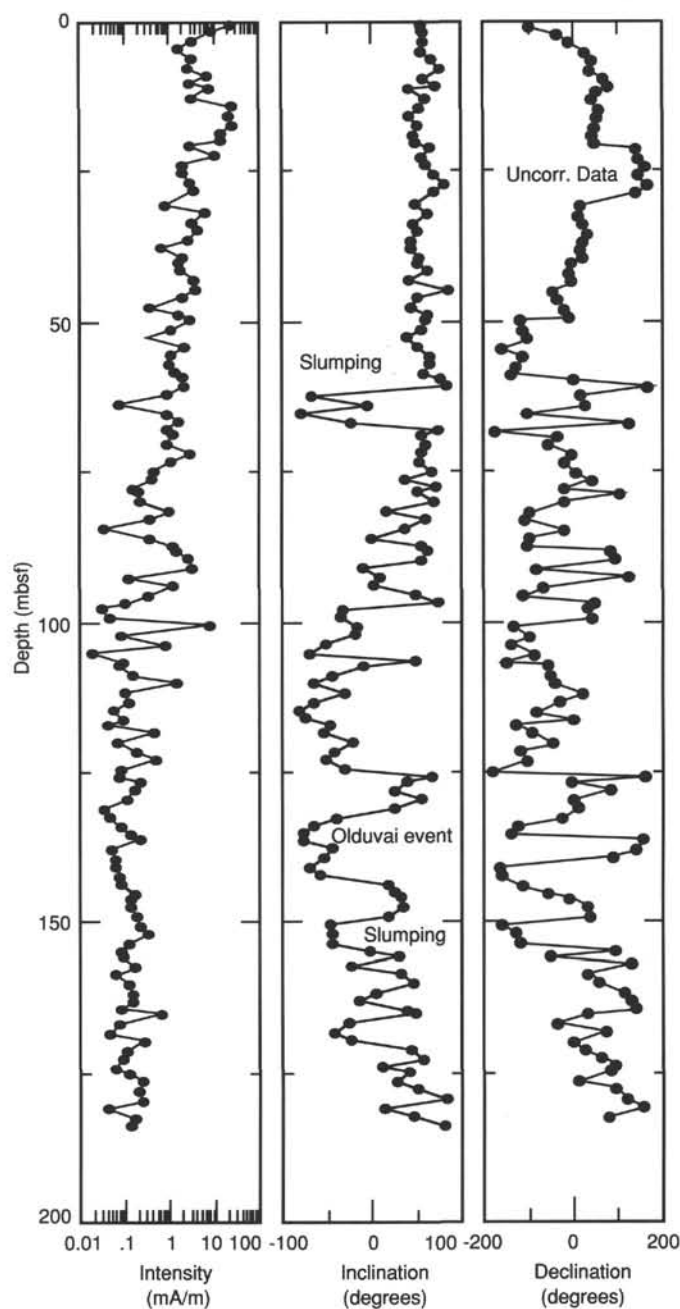 0
50
100
150
200
Depth (mbsf)
Uncorr. Data
Slumping
Olduvai event
Slumping
0.01 .1 1 10 100
Intensity
(mA/m)
-100 0 100
Inclination
(degrees)
-200 0 200
Declination
(degrees)